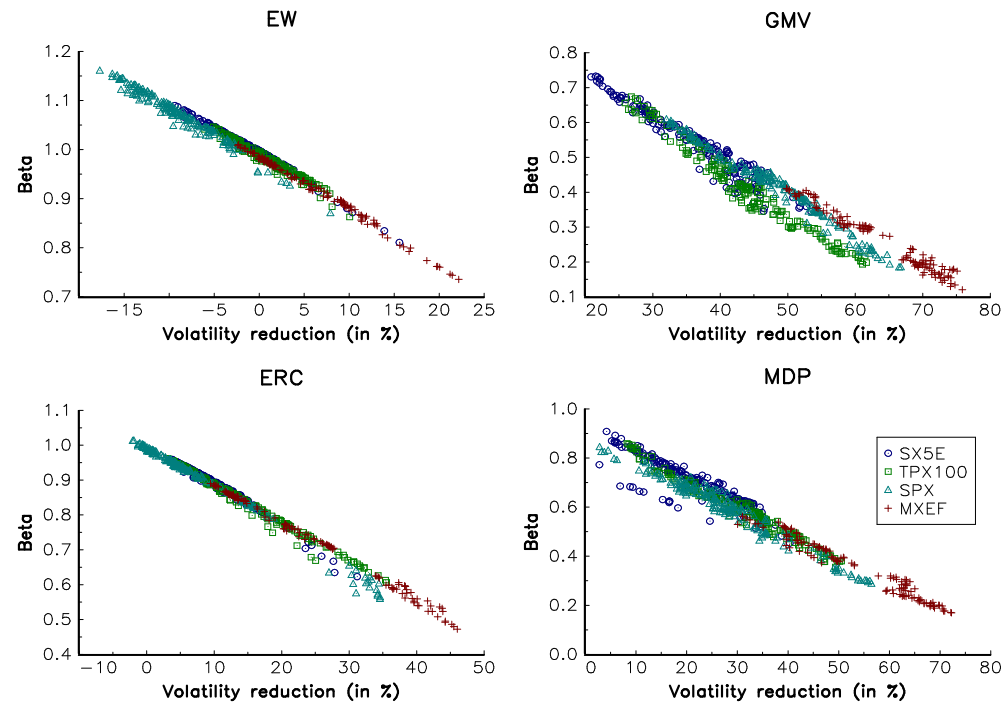 EW
1.2
1.1
1.0
0.9
0.8
0.7
Beta
−15 −5 0 5 10 15 20 25
Volatility reduction (in %)
GMV
0.8
0.7
0.6
0.5
0.4
0.3
0.2
0.1
Beta
20 30 40 50 60 70 80
Volatility reduction (in %)
ERC
1.1
1.0
0.9
0.8
0.7
0.6
0.5
0.4
Beta
−10 0 10 20 30 40 50
Volatility reduction (in %)
MDP
1.0
0.8
0.6
0.4
0.2
0.0
Beta
0 10 20 30 40 50 60 70 80
Volatility reduction (in %)
SX5E
TPX100
SPX
MXEF